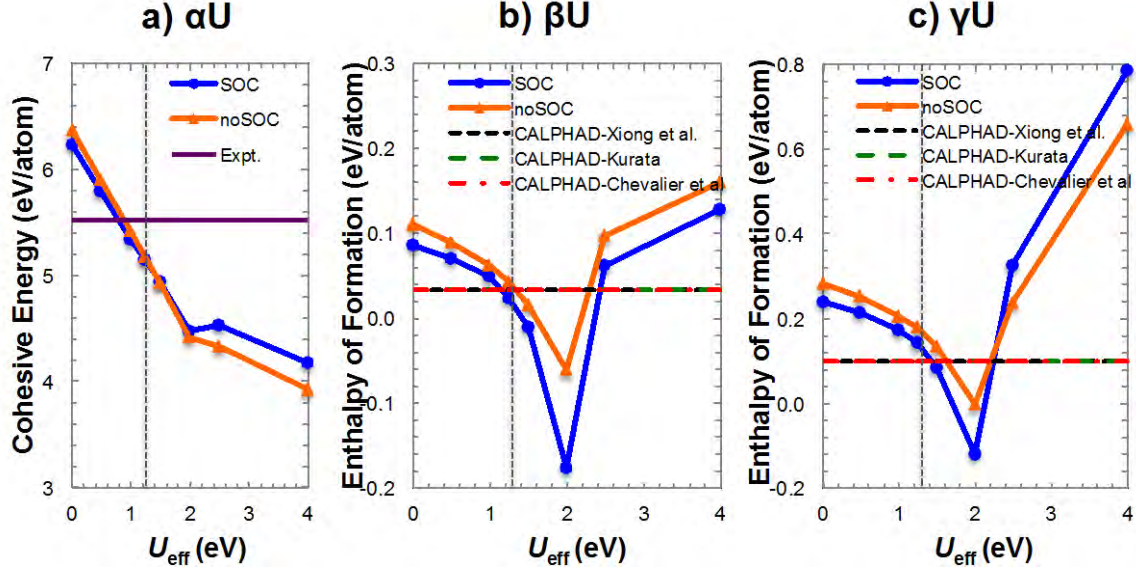 a) αU
b) βU
c) γU
Cohesive Energy (eV/atom)
7
6
5
4
3
SOC
noSOC
Expt.
0
1
2
3
4
Ueff (eV)
Enthalpy of Formation (eV/atom)
0.3
0.2
0.1
0.0
-0.1
-0.2
SOC
noSOC
CALPHAD-Xiong et al.
CALPHAD-Kurata
CALPHAD-Chevalier et al
0
1
2
3
4
Ueff (eV)
Enthalpy of Formation (eV/atom)
0.8
0.6
0.4
0.2
0.0
-0.2
SOC
noSOC
CALPHAD-Xiong et al.
CALPHAD-Kurata
CALPHAD-Chevalier et al
0
1
2
3
4
Ueff (eV)